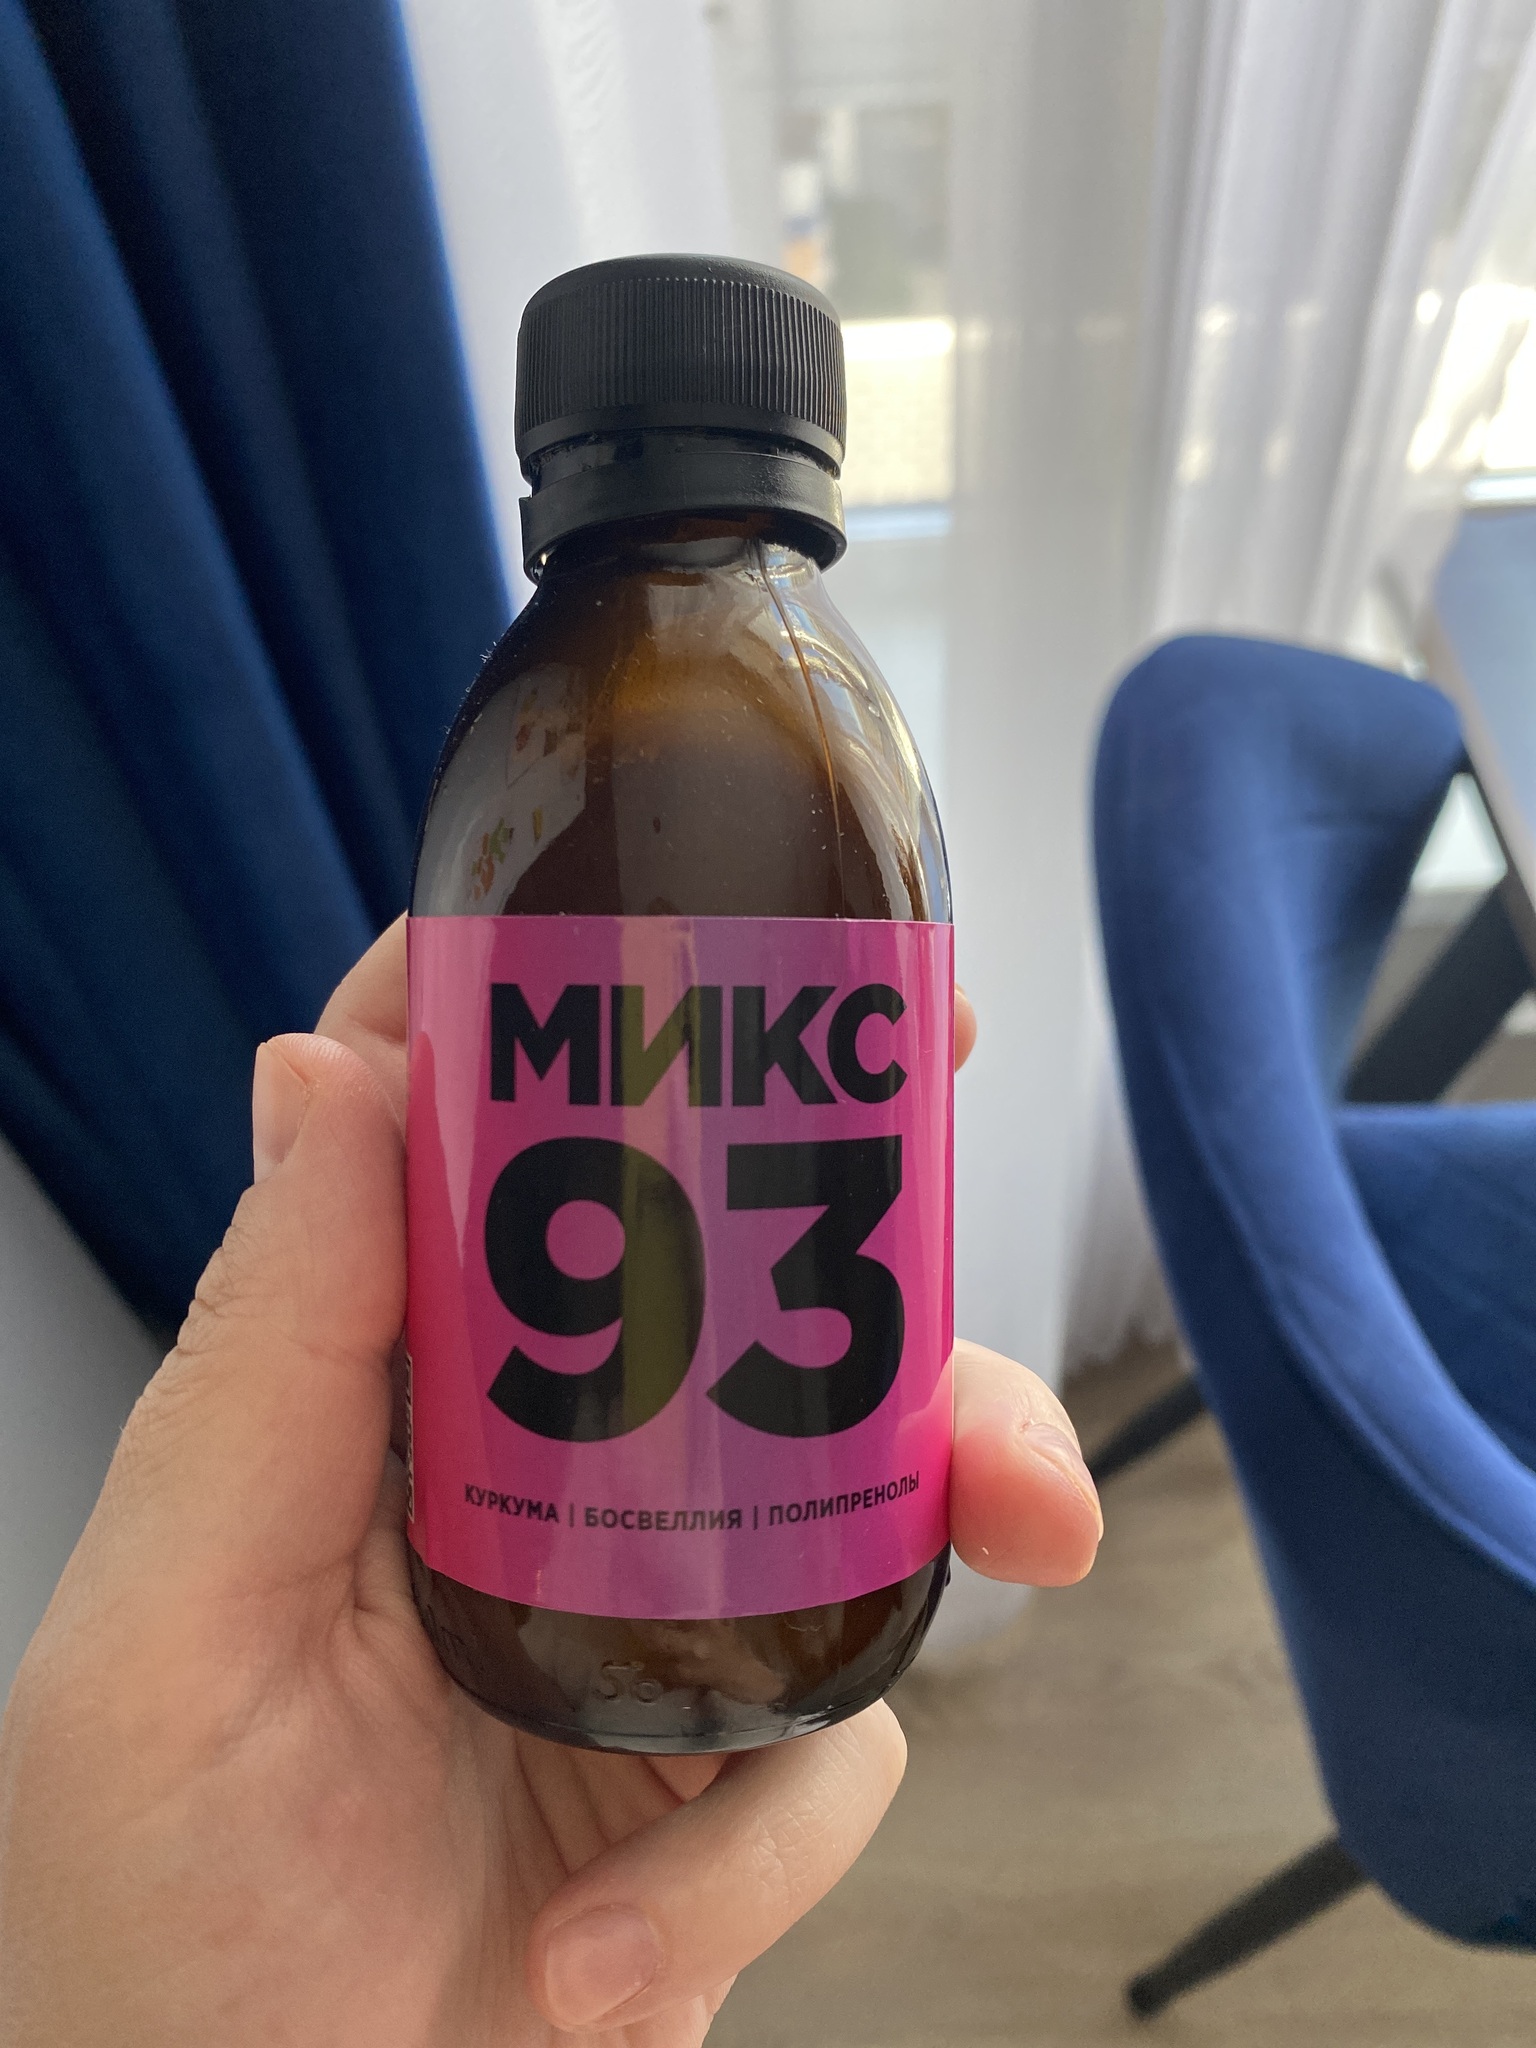 МИКС
93
КУРКУМА | БОСВЕЛЛИЯ | ПОЛИПРЕНОЛЫ